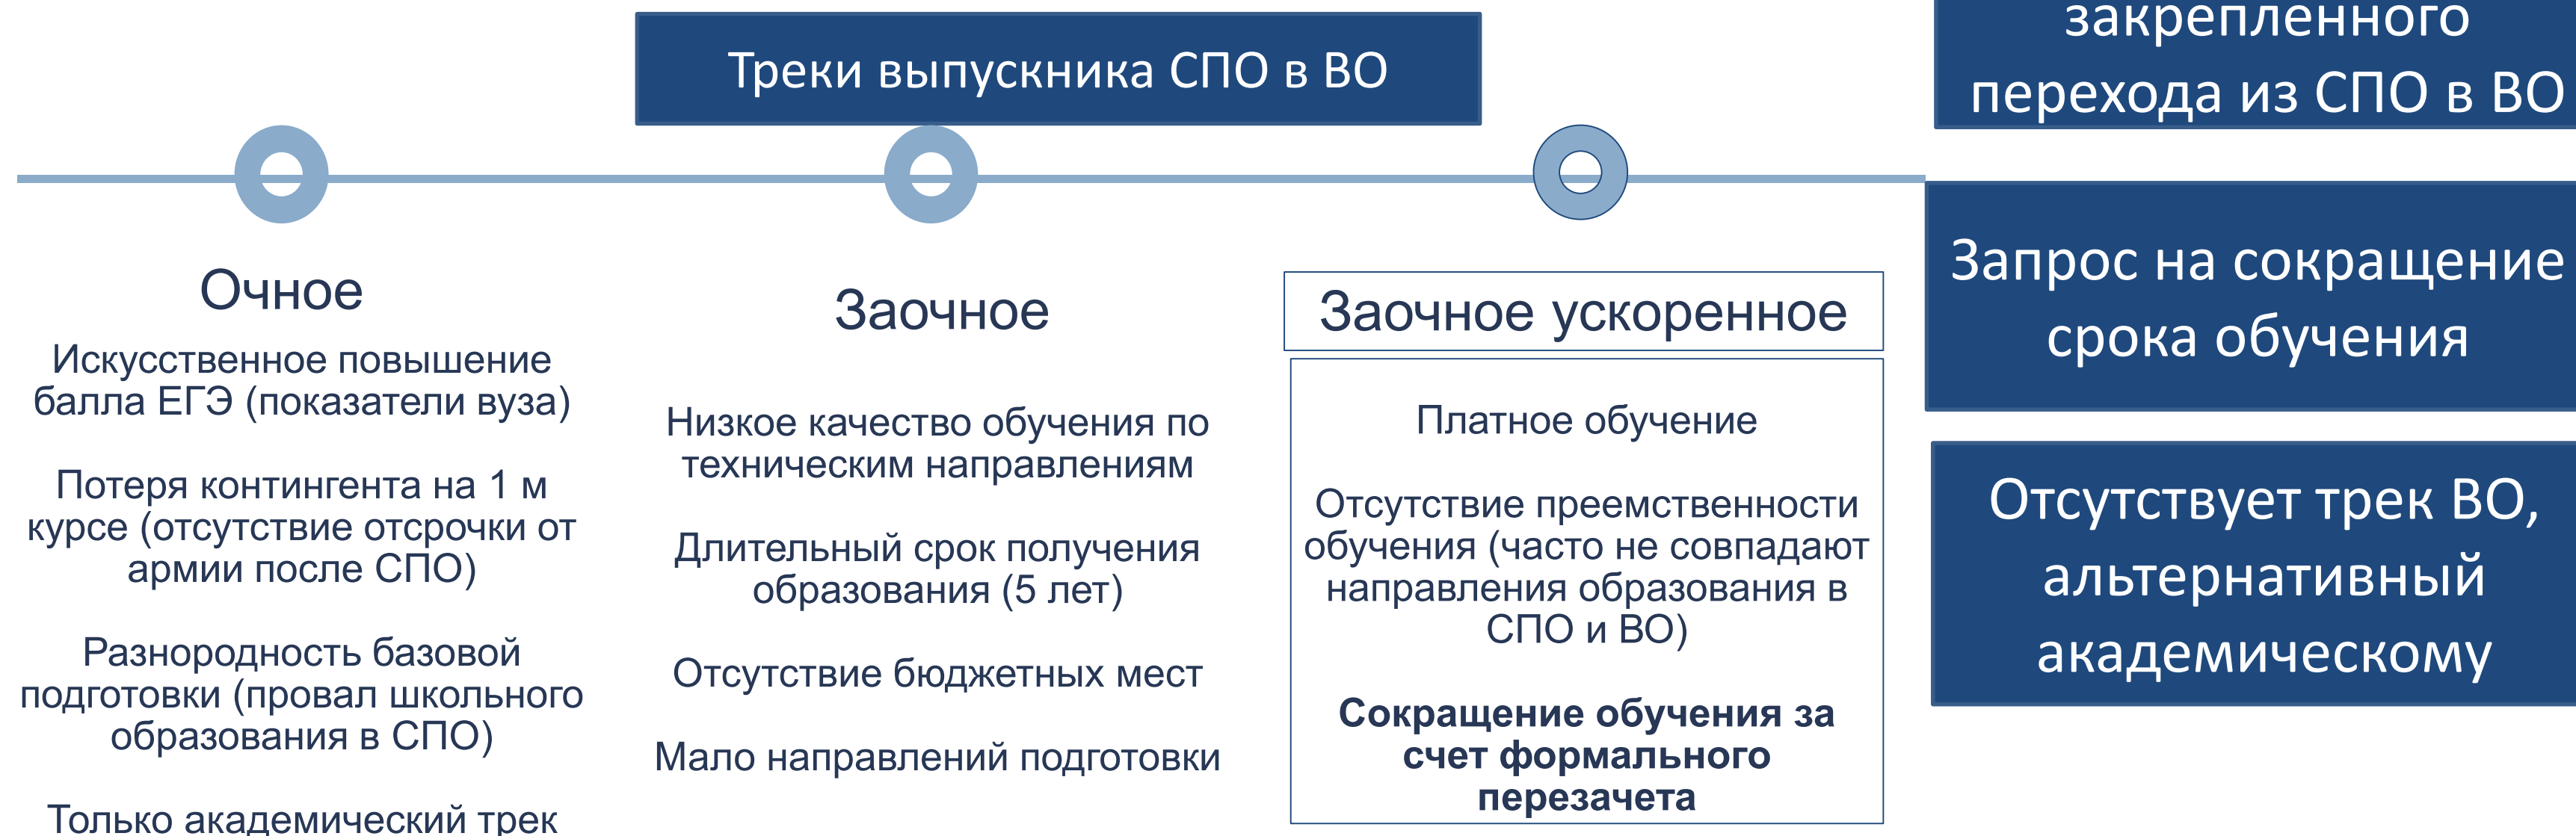 Треки выпускника СПО в ВО
Очное
Искусственное повышение
балла ЕГЭ (показатели вуза)
Потеря контингента на 1 м
курсе (отсутствие отсрочки от
армии после СПО)
Разнородность базовой
подготовки (провал школьного
образования в СПО)
Только академический трек
Заочное
Низкое качество обучения по
техническим направлениям
Длительный срок получения
образования (5 лет)
Отсутствие бюджетных мест
Мало направлений подготовки
Заочное ускоренное
Платное обучение
Отсутствие преемственности
обучения (часто не совпадают
направления образования в
СПО и ВО)
Сокращение обучения за
счет формального
перезачета
закрепленного
перехода из СПО в ВО
Запрос на сокращение
срока обучения
Отсутствует трек ВО,
альтернативный
академическому